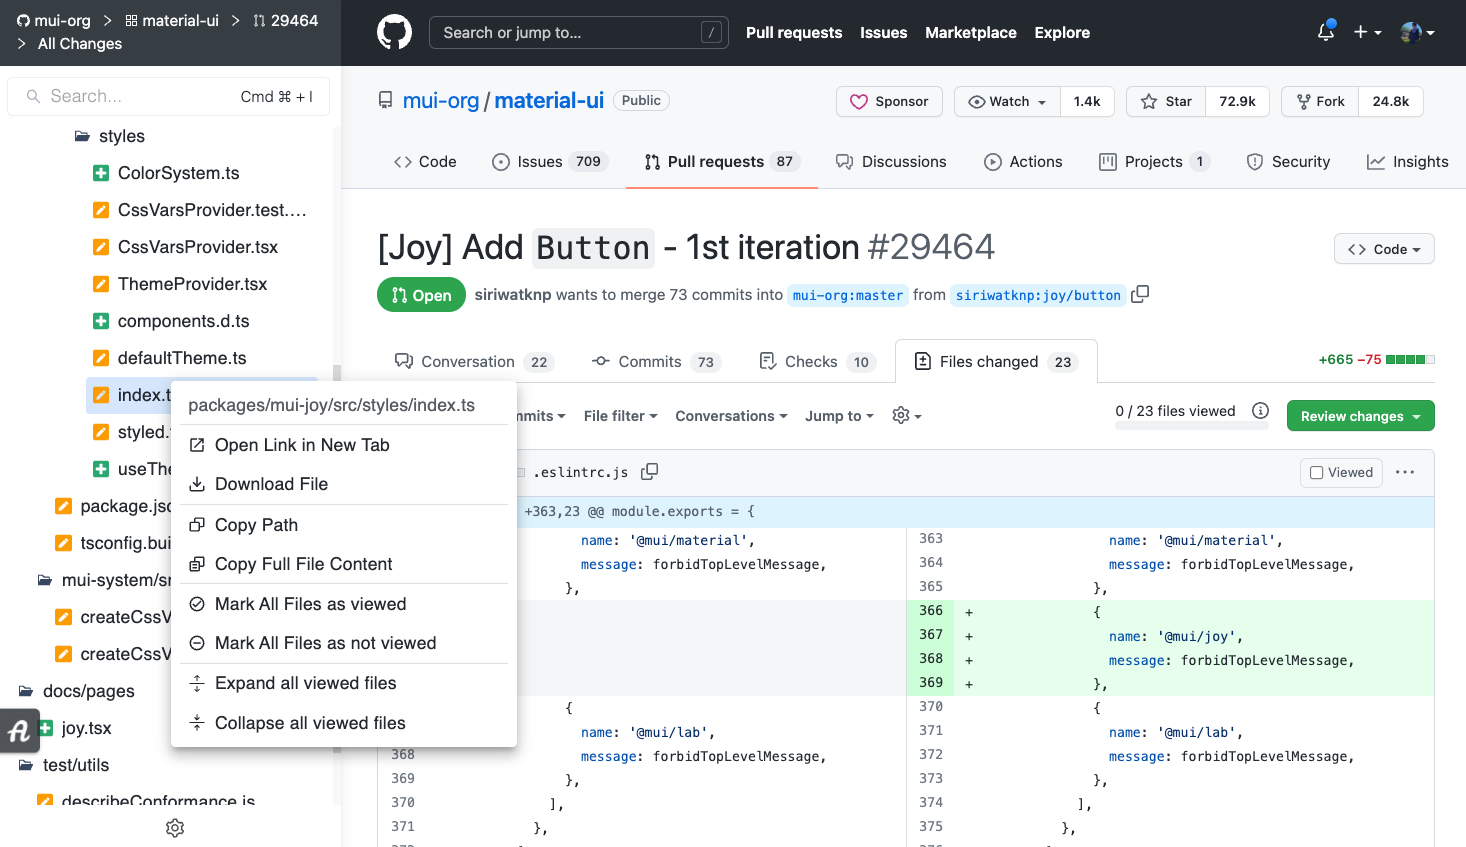 mui-org > material-ui > 29464
> All Changes
Search... Cmd ⌘ + I
styles
ColorSystem.ts
CssVarsProvider.test....
CssVarsProvider.tsx
ThemeProvider.tsx
components.d.ts
defaultTheme.ts
index.t
styled.
useThe
package.jso
tsconfig.bui
mui-system/sr
createCssV
createCssV
docs/pages
joy.tsx
test/utils
describeConformance.js
packages/mui-joy/src/styles/index.ts
Open Link in New Tab
Download File
Copy Path
Copy Full File Content
Mark All Files as viewed
Mark All Files as not viewed
Expand all viewed files
Collapse all viewed files
Search or jump to... /
Pull requests Issues Marketplace Explore
mui-org / material-ui Public
Sponsor Watch 1.4k Star 72.9k Fork 24.8k
Code Issues 709 Pull requests 87 Discussions Actions Projects 1 Security Insights
[Joy] Add Button - 1st iteration #29464
Code
Open siriwatknp wants to merge 73 commits into mui-org:master from siriwatknp:joy/button
Conversation 22 Commits 73 Checks 10 Files changed 23
+665 −75
mmits File filter Conversations Jump to
0 / 23 files viewed Review changes
.eslintrc.js Viewed ...
+363,23 @@ module.exports = {
name: '@mui/material', 363 name: '@mui/material',
message: forbidTopLevelMessage, 364 message: forbidTopLevelMessage,
}, 365 },
366 + {
367 + name: '@mui/joy',
368 + message: forbidTopLevelMessage,
369 + },
{ 370 {
name: '@mui/lab', 371 name: '@mui/lab',
368 message: forbidTopLevelMessage, 372 message: forbidTopLevelMessage,
369 }, 373 },
370 ], 374 ],
371 }, 375 },